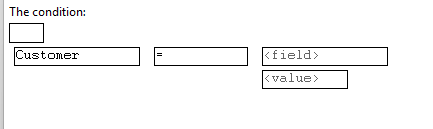 The condition:
Customer = <field>
<value>